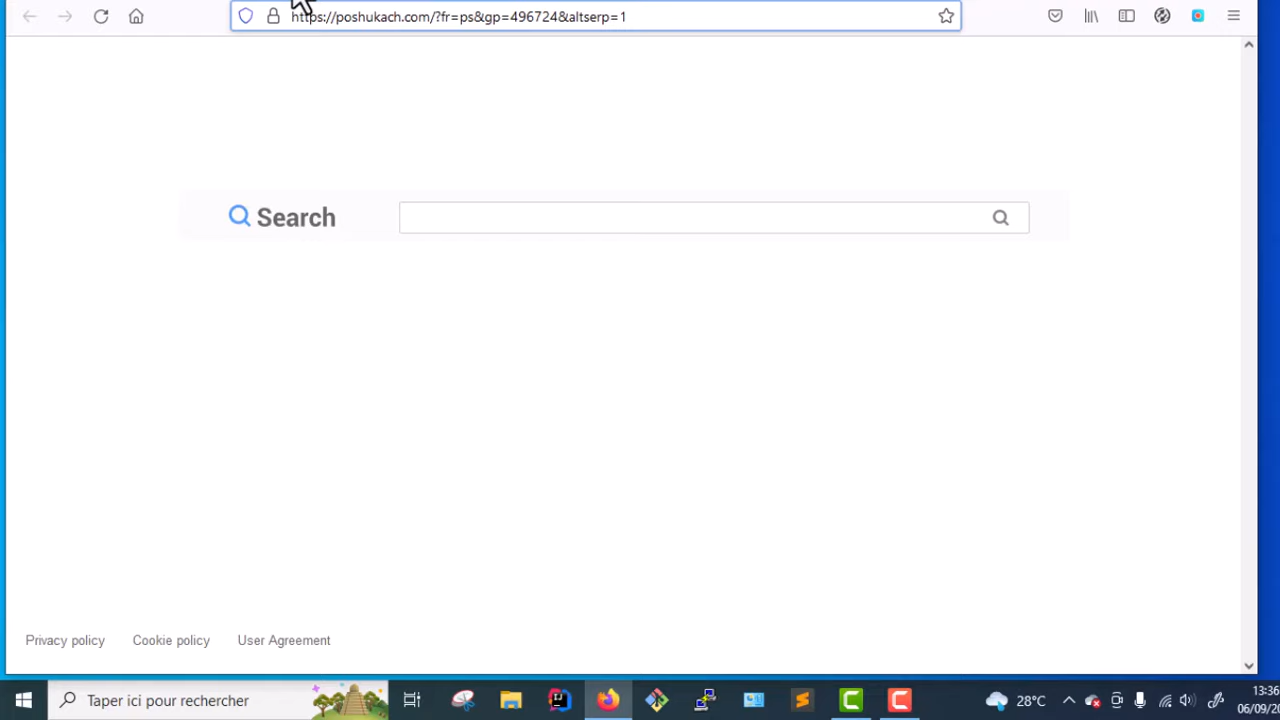 https://poshukach.com/?fr=ps&gp=496724&altserp=1
Search
Privacy policy Cookie policy User Agreement
Taper ici pour rechercher
28°C
13:36
06/09/20